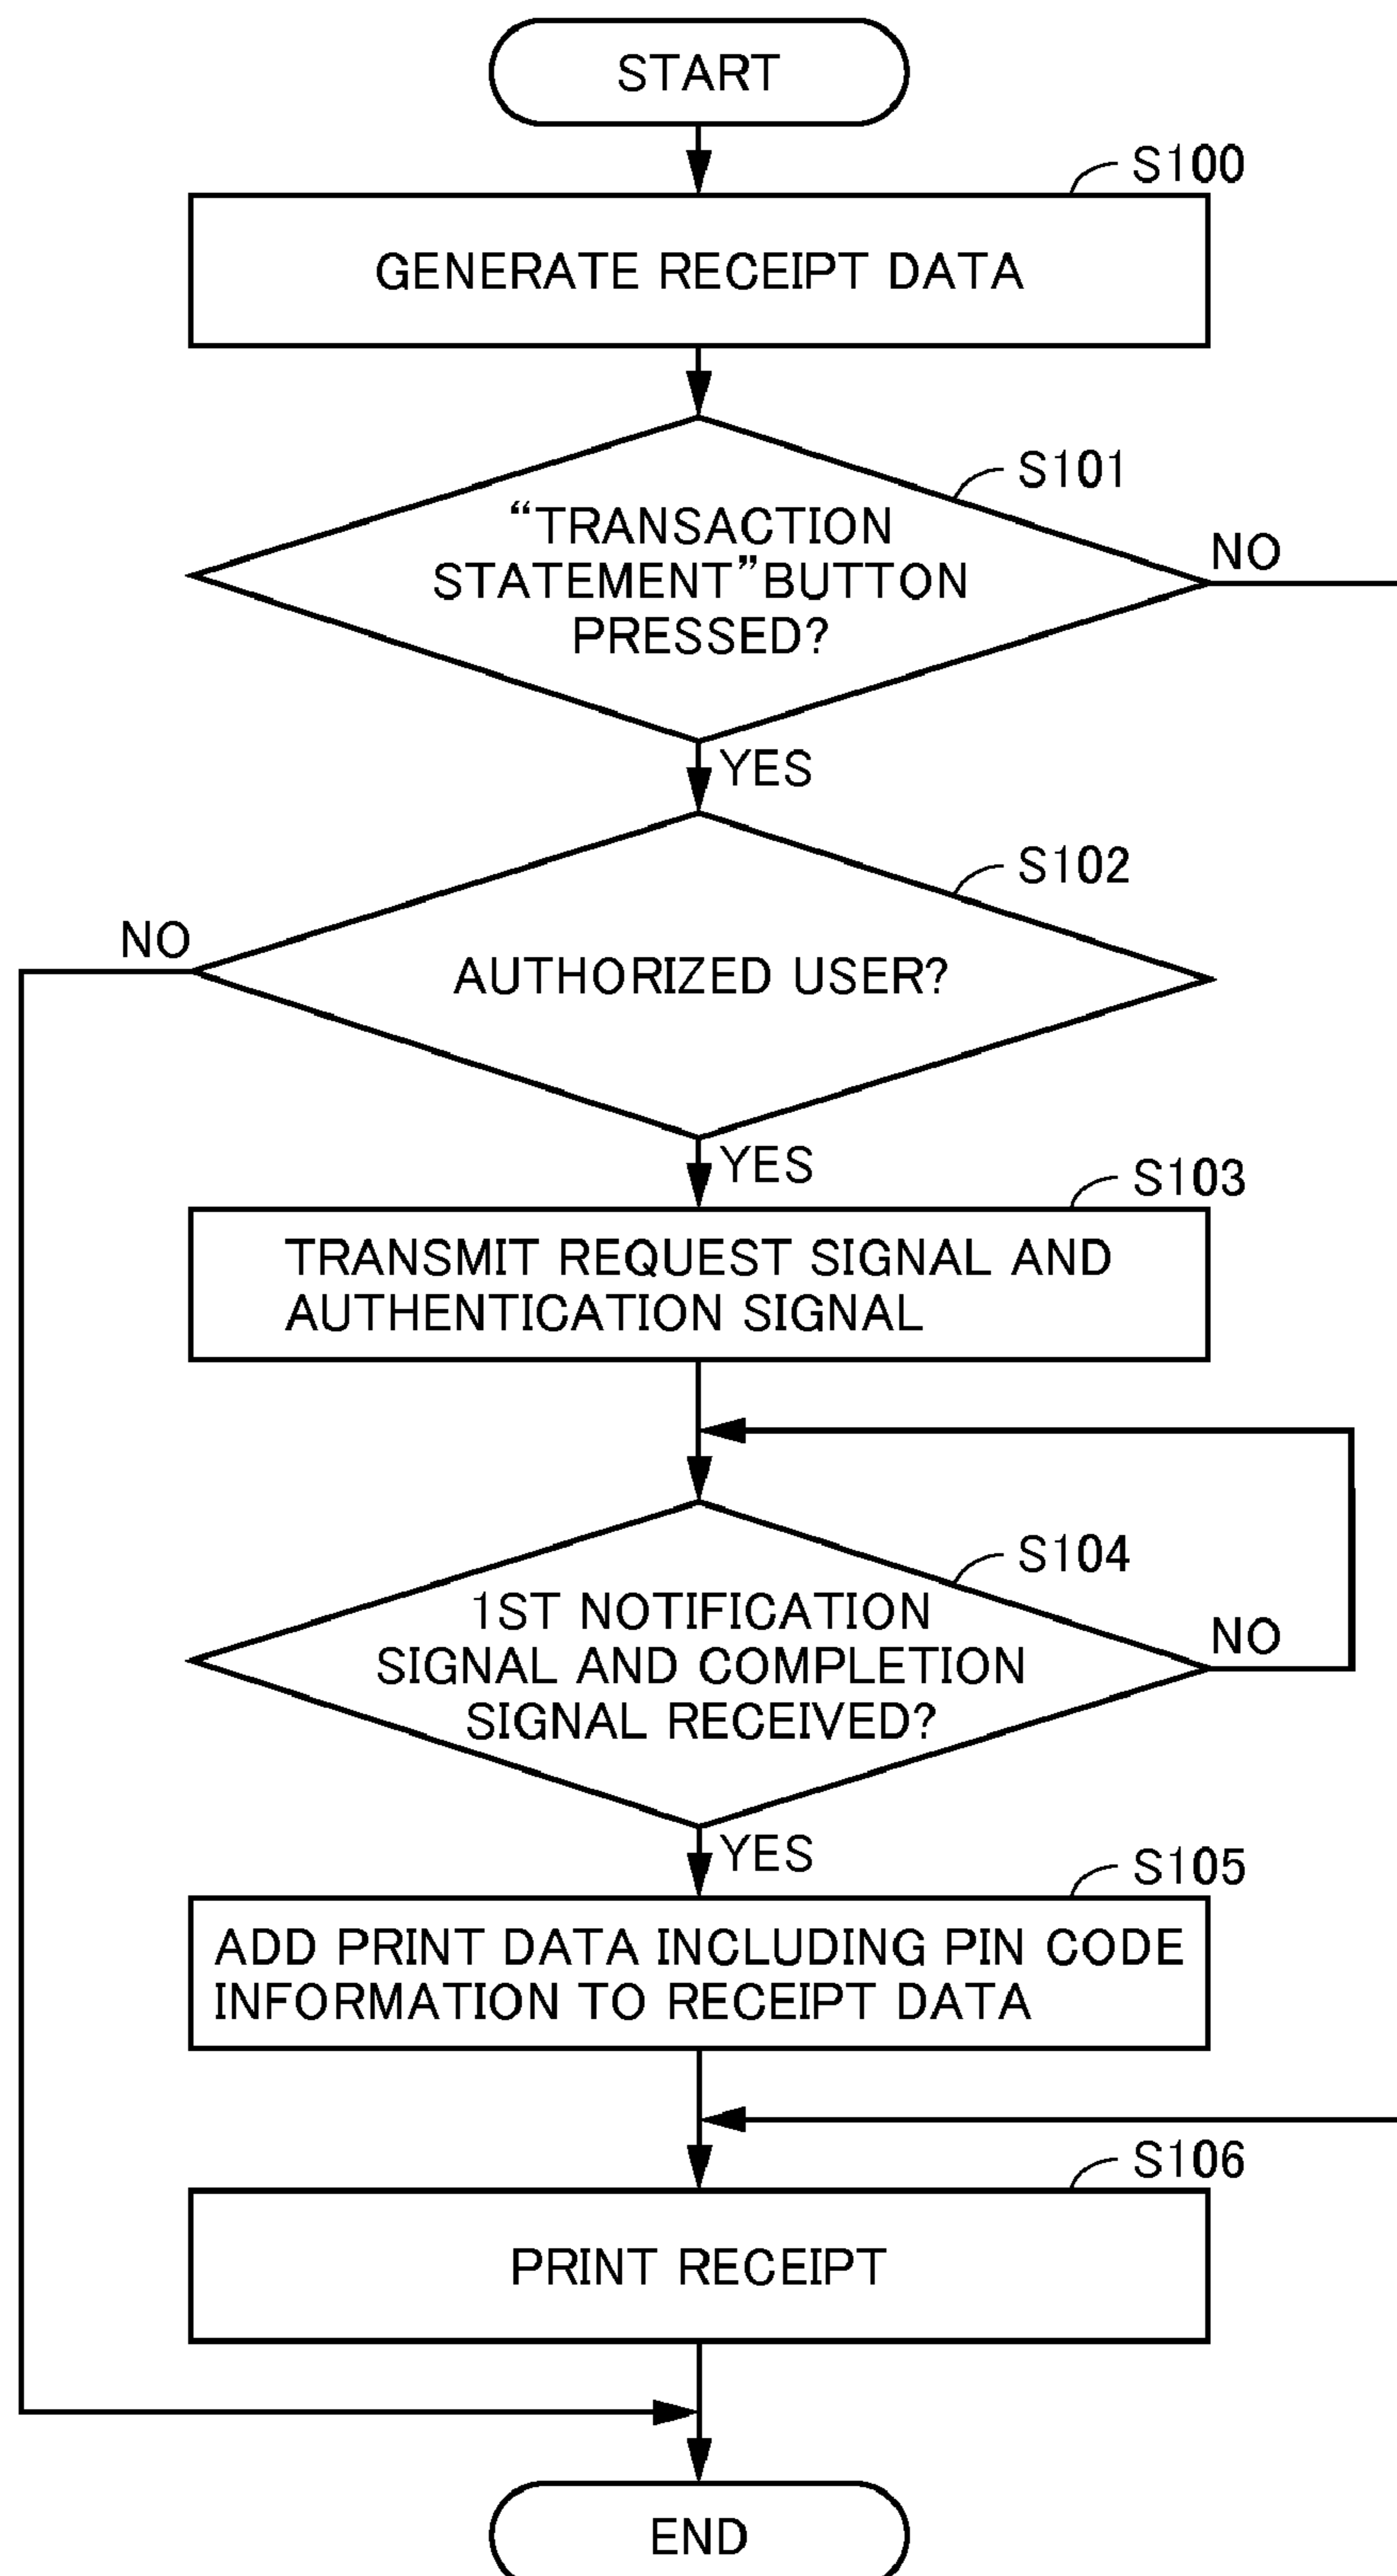 START
S100
GENERATE RECEIPT DATA
S101
“TRANSACTION
STATEMENT”BUTTON
PRESSED?
NO
YES
S102
NO
AUTHORIZED USER?
YES
S103
TRANSMIT REQUEST SIGNAL AND
AUTHENTICATION SIGNAL
S104
1ST NOTIFICATION
SIGNAL AND COMPLETION
SIGNAL RECEIVED?
NO
YES
S105
ADD PRINT DATA INCLUDING PIN CODE
INFORMATION TO RECEIPT DATA
S106
PRINT RECEIPT
END